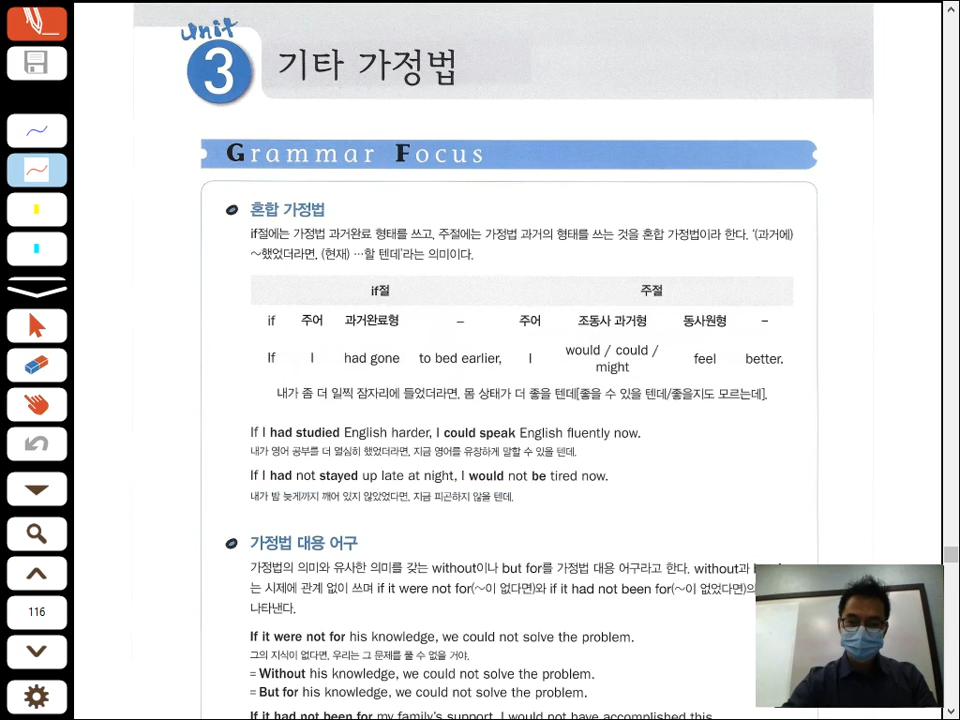 unit
3 기타 가정법
Grammar Focus
혼합 가정법
if절에는 가정법 과거완료 형태를 쓰고, 주절에는 가정법 과거의 형태를 쓰는 것을 혼합 가정법이라 한다. '(과거에)
~했었더라면, (현재) …할 텐데'라는 의미이다.
if절 주절
if 주어 과거완료형 – 주어 조동사 과거형 동사원형 –
If I had gone to bed earlier, I would / could / might feel better.
내가 좀 더 일찍 잠자리에 들었더라면, 몸 상태가 더 좋을 텐데[좋을 수 있을 텐데/좋을지도 모르는데].
If I had studied English harder, I could speak English fluently now.
내가 영어 공부를 더 열심히 했었더라면, 지금 영어를 유창하게 말할 수 있을 텐데.
If I had not stayed up late at night, I would not be tired now.
내가 밤 늦게까지 깨어 있지 않았었다면, 지금 피곤하지 않을 텐데.
가정법 대용 어구
가정법의 의미와 유사한 의미를 갖는 without이나 but for를 가정법 대용 어구라고 한다. without과
는 시제에 관계 없이 쓰며 if it were not for(~이 없다면)와 if it had not been for(~이 없었다면)의
나타낸다.
If it were not for his knowledge, we could not solve the problem.
그의 지식이 없다면, 우리는 그 문제를 풀 수 없을 거야.
= Without his knowledge, we could not solve the problem.
= But for his knowledge, we could not solve the problem.
If it had not been for my family's support, I would not have accomplished this
116